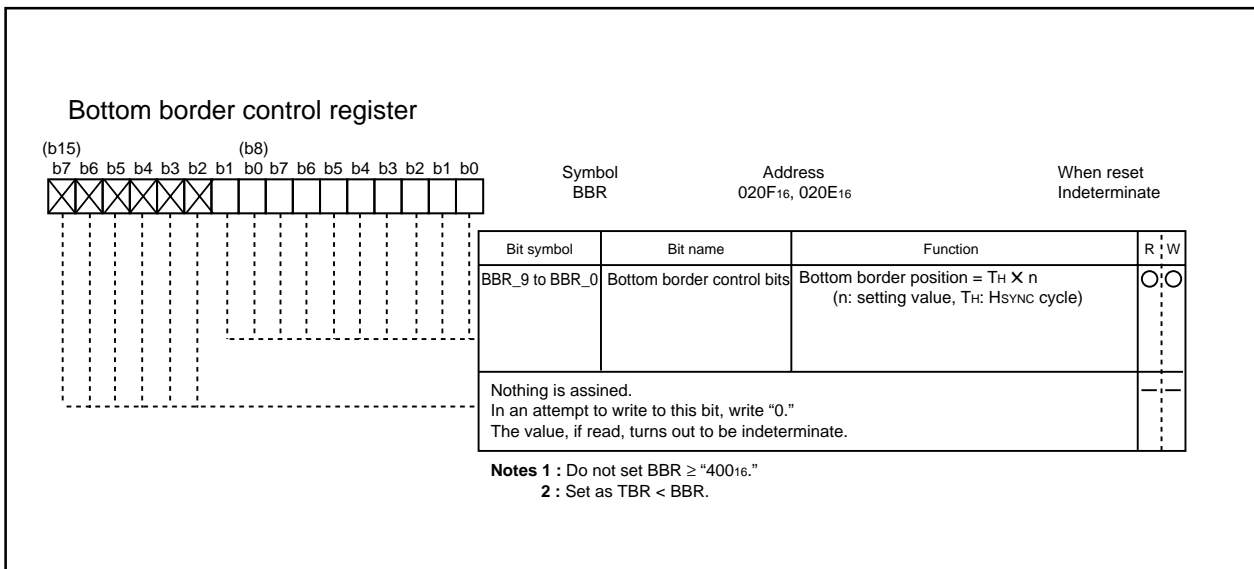 Bottom border control register
(b15) (b8)
b7 b6 b5 b4 b3 b2 b1 b0 b7 b6 b5 b4 b3 b2 b1 b0
Symbol Address When reset
BBR 020F16, 020E16 Indeterminate
Bit symbol Bit name Function R W
BBR_9 to BBR_0 Bottom border control bits Bottom border position = TH X n
(n: setting value, TH: HSYNC cycle)
Nothing is assined.
In an attempt to write to this bit, write “0.”
The value, if read, turns out to be indeterminate.
Notes 1 : Do not set BBR ≥ “40016.”
2 : Set as TBR < BBR.